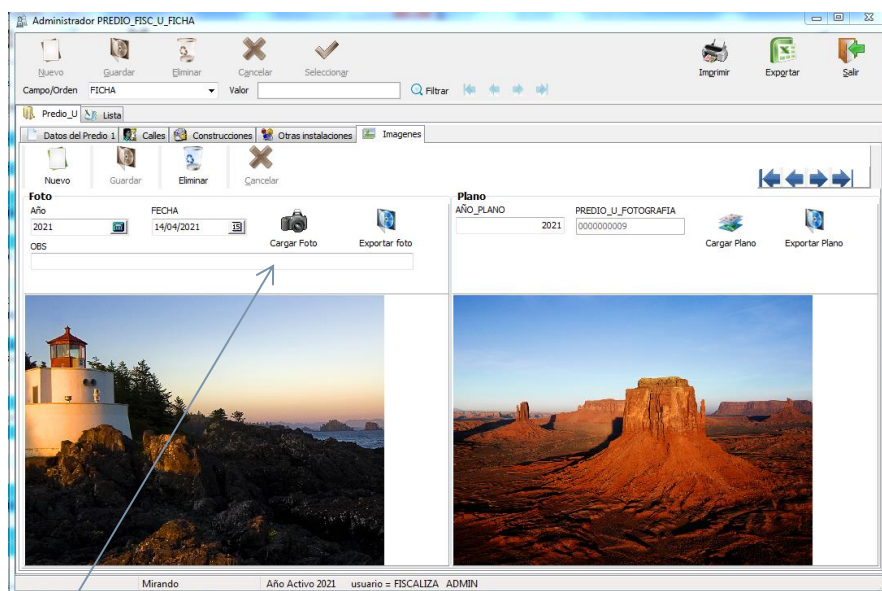 Administrador PREDIO_FISC_U_FICHA
Nuevo Guardar Eliminar Cancelar Seleccionar Imprimir Exportar Salir
Campo/Orden FICHA Valor Filtrar
Predio_U Lista
Datos del Predio 1 Calles Construcciones Otras instalaciones Imagenes
Nuevo Guardar Eliminar Cancelar
Foto Plano
Año FECHA AÑO_PLANO PREDIO_U_FOTOGRAFIA
2021 14/04/2021 15 2021 0000000009
Cargar Foto Exportar foto Cargar Plano Exportar Plano
OBS
Mirando Año Activo 2021 usuario = FISCALIZA ADMIN